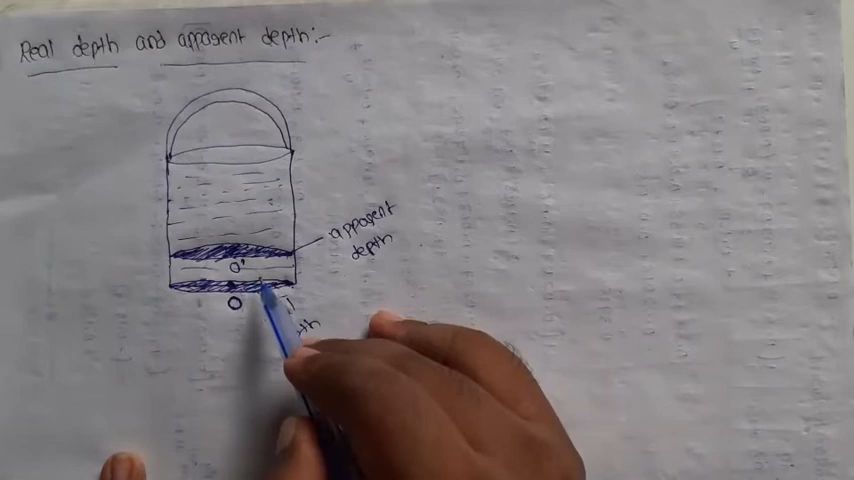 Real depth and apparent depth:-
apparent
depth
O'
O